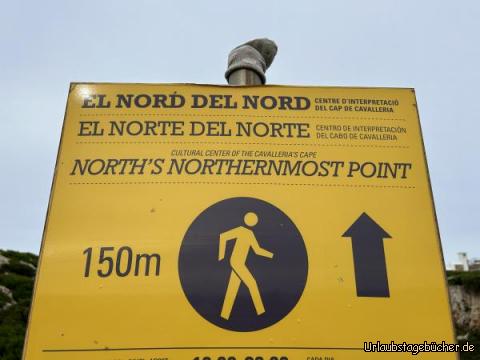 EL NORD DEL NORD CENTRE D'INTERPRETACIÓ
DEL CAP DE CAVALLERIA
EL NORTE DEL NORTE CENTRO DE INTERPRETACIÓN
DEL CABO DE CAVALLERIA
CULTURAL CENTER OF THE CAVALLERIA'S CAPE
NORTH'S NORTHERNMOST POINT
150m
Urlaubstagebücher.de